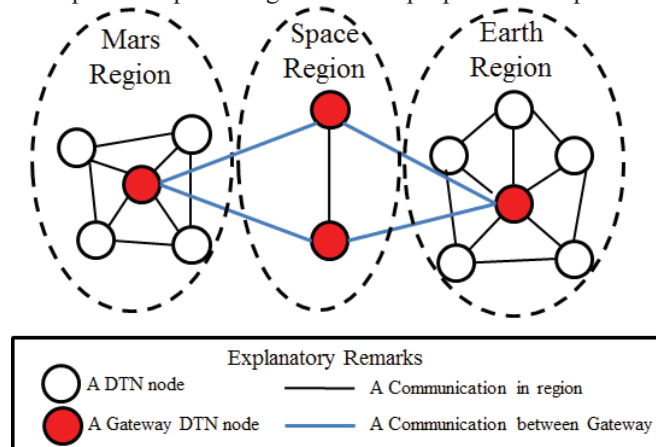 Mars
Region
Space
Region
Earth
Region
Explanatory Remarks
A DTN node
A Communication in region
A Gateway DTN node
A Communication between Gateway